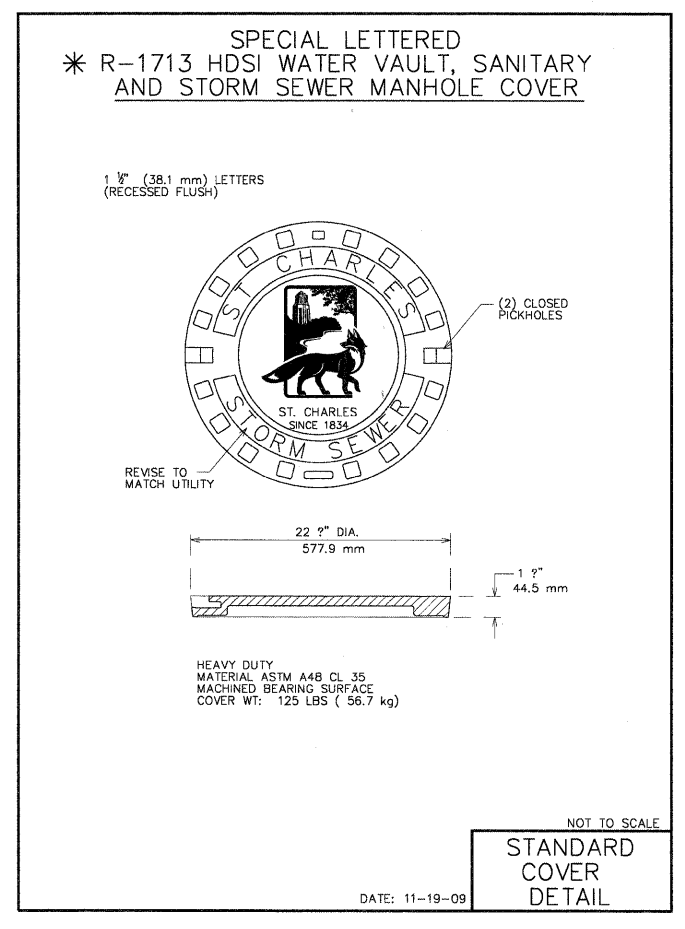 SPECIAL LETTERED
* R-1713 HDSI WATER VAULT, SANITARY
AND STORM SEWER MANHOLE COVER
1 ½" (38.1 mm) LETTERS
(RECESSED FLUSH)
ST CHARLES
(2) CLOSED
PICKHOLES
ST. CHARLES
SINCE 1834
STORM SEWER
REVISE TO
MATCH UTILITY
22 ?" DIA.
577.9 mm
1 ?"
44.5 mm
HEAVY DUTY
MATERIAL ASTM A48 CL 35
MACHINED BEARING SURFACE
COVER WT: 125 LBS ( 56.7 kg)
NOT TO SCALE
STANDARD
COVER
DETAIL
DATE: 11-19-09